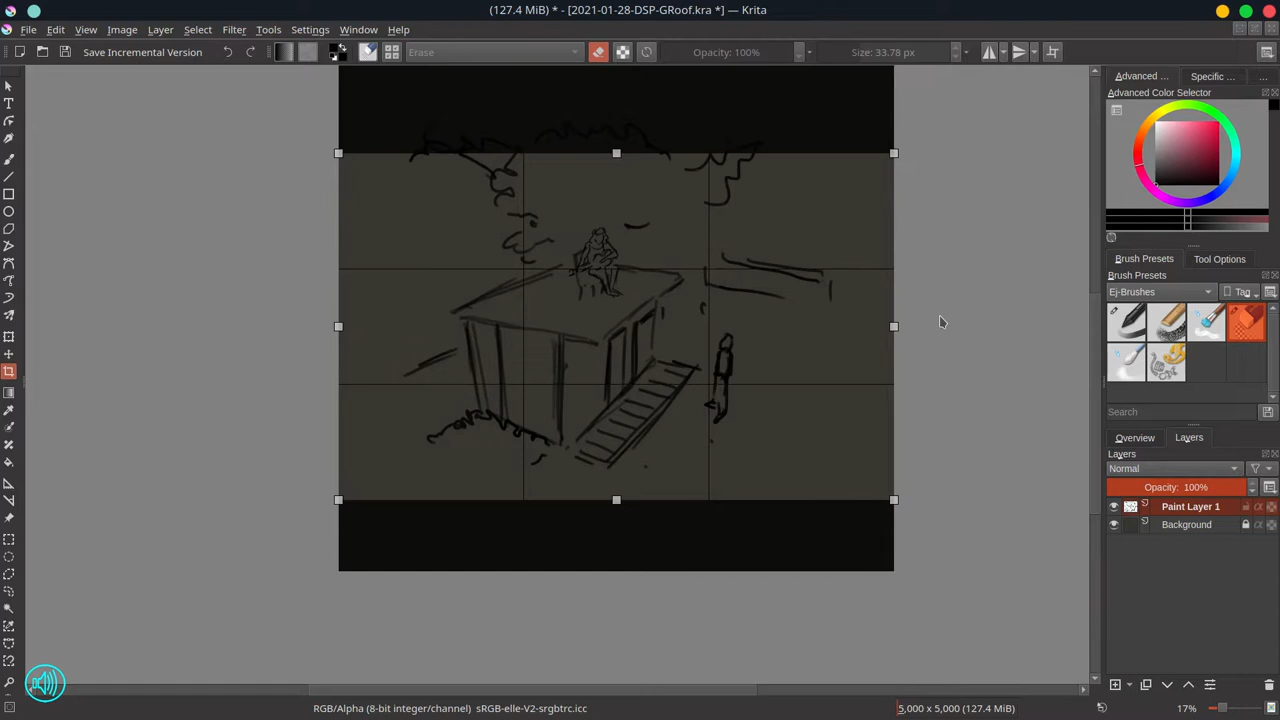 (127.4 MiB) * - [2021-01-28-DSP-GRoof.kra *] — Krita
File Edit View Image Layer Select Filter Tools Settings Window Help
Save Incremental Version Erase Opacity: 100% Size: 33.78 px
Advanced ... Specific ... ...
Advanced Color Selector
Brush Presets Tool Options
Brush Presets
Ej-Brushes Tag
Search
Overview Layers
Layers
Normal
Opacity: 100%
Paint Layer 1
Background
RGB/Alpha (8-bit integer/channel) sRGB-elle-V2-srgbtrc.icc 5,000 x 5,000 (127.4 MiB) 17%